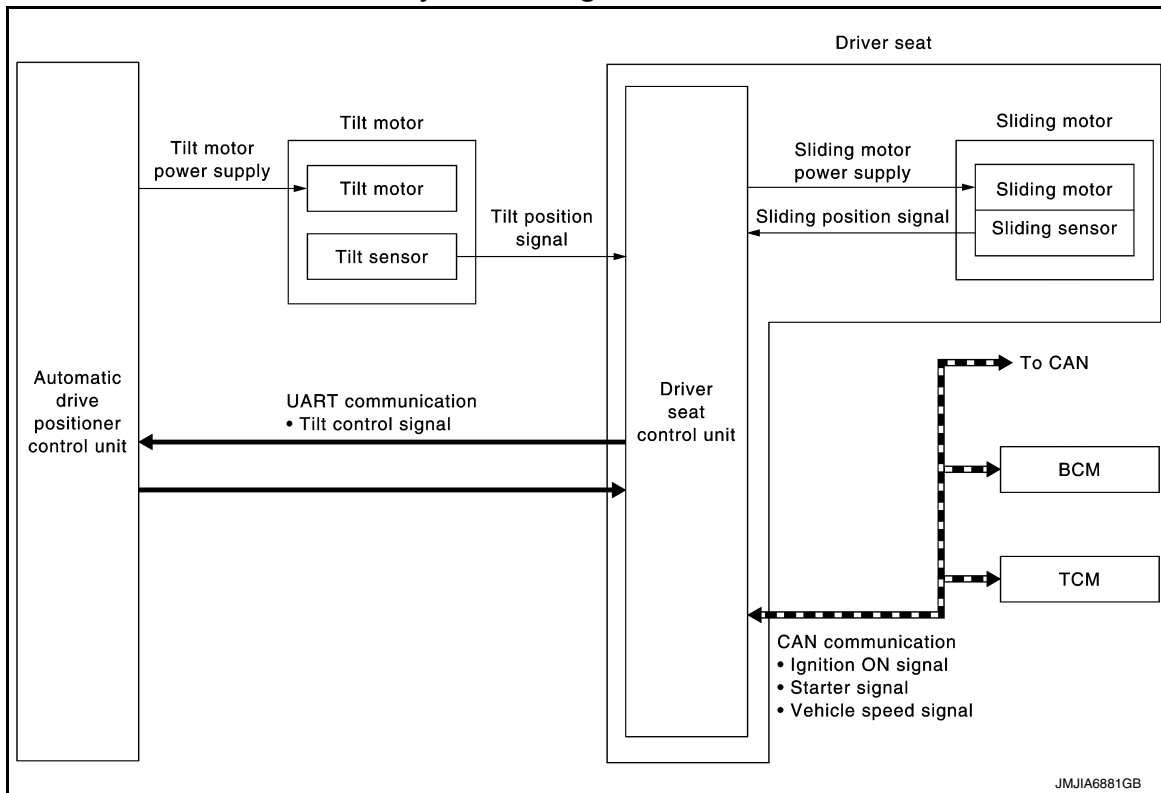 Driver seat
Tilt motor
Sliding motor
Tilt motor
power supply
Sliding motor
power supply
Tilt motor
Sliding motor
Tilt position
signal
Sliding position signal
Sliding sensor
Tilt sensor
Automatic
drive
positioner
control unit
UART communication
• Tilt control signal
Driver
seat
control unit
To CAN
BCM
TCM
CAN communication
• Ignition ON signal
• Starter signal
• Vehicle speed signal
JMJIA6881GB